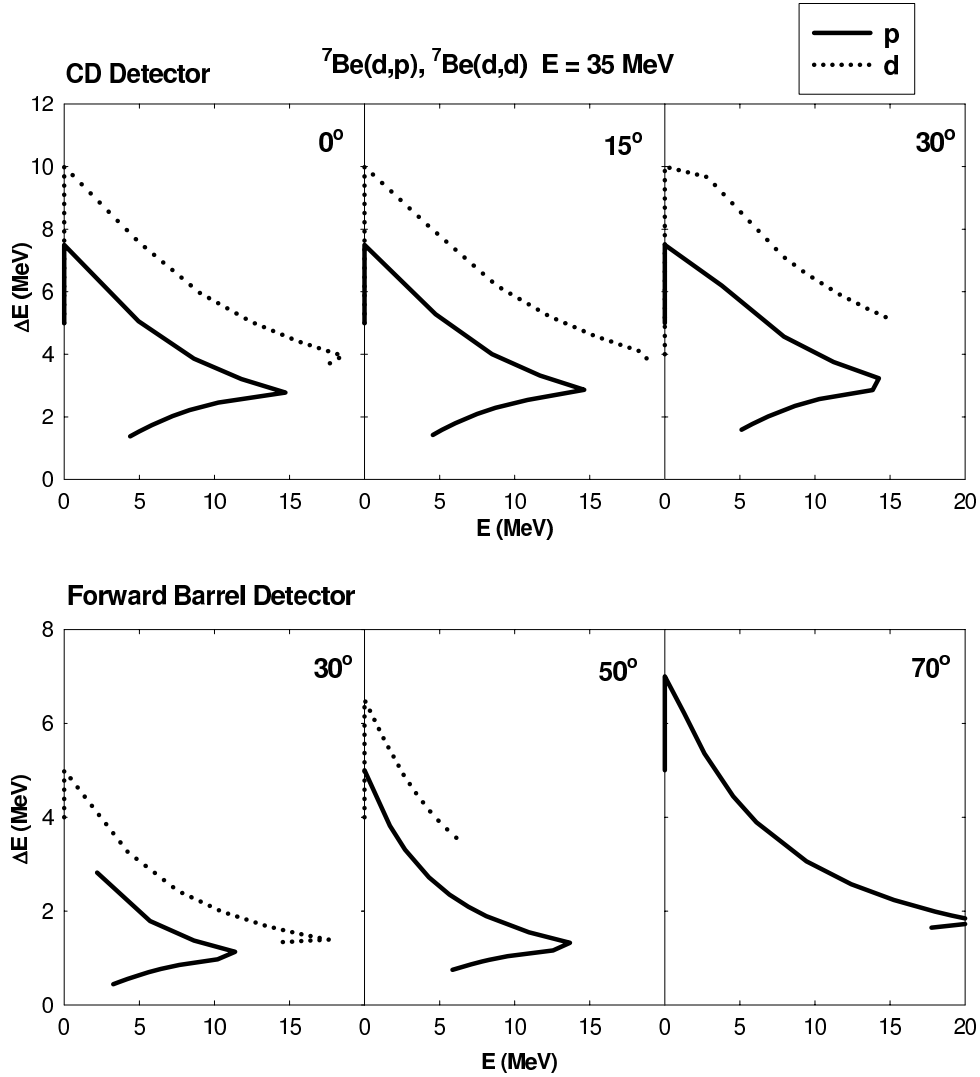 p
d
⁷Be(d,p), ⁷Be(d,d) E = 35 MeV
CD Detector
0º
15º
30º
12
10
8
6
4
2
0
ΔE (MeV)
0 5 10 15 0 5 10 15 0 5 10 15 20
E (MeV)
Forward Barrel Detector
30º
50º
70º
8
6
4
2
0
ΔE (MeV)
0 5 10 15 0 5 10 15 0 5 10 15 20
E (MeV)